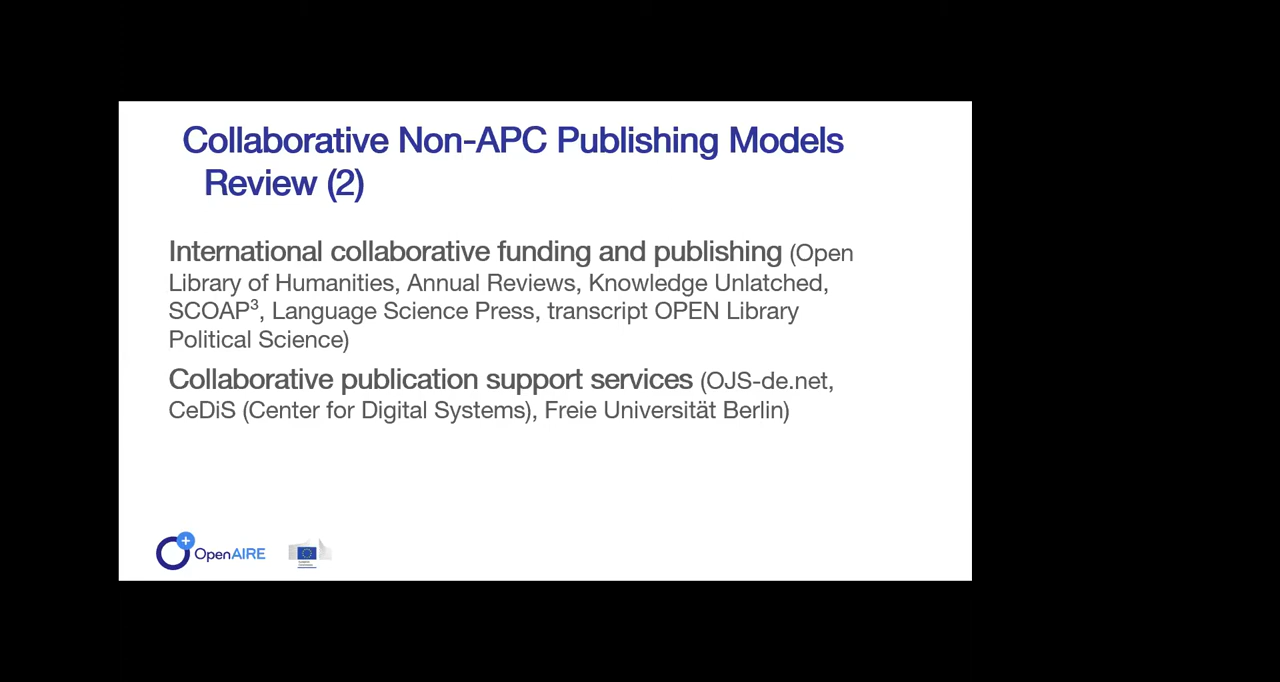 Collaborative Non-APC Publishing Models
Review (2)
International collaborative funding and publishing (Open
Library of Humanities, Annual Reviews, Knowledge Unlatched,
SCOAP³, Language Science Press, transcript OPEN Library
Political Science)
Collaborative publication support services (OJS-de.net,
CeDiS (Center for Digital Systems), Freie Universität Berlin)
OpenAIRE